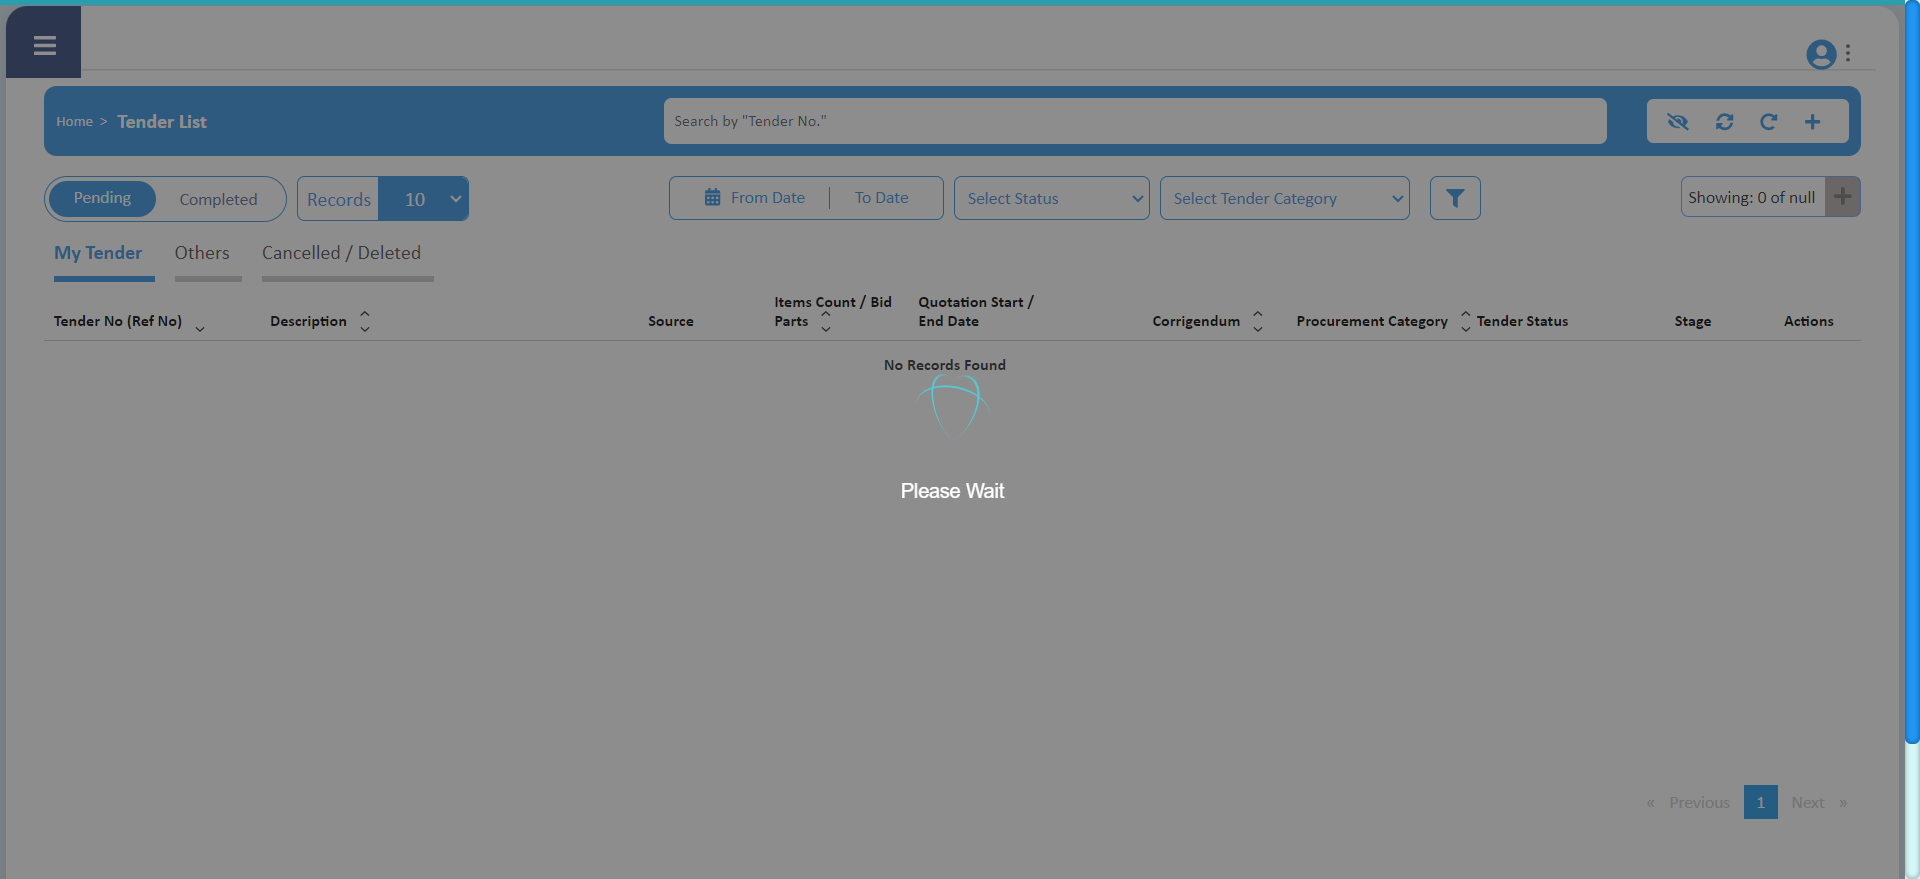 Home > Tender List
Search by "Tender No."
Pending
Completed
Records
10
From Date
To Date
Select Status
Select Tender Category
Showing: 0 of null
My Tender
Others
Cancelled / Deleted
Tender No (Ref No)
Description
Source
Items Count / Bid
Parts
Quotation Start /
End Date
Corrigendum
Procurement Category
Tender Status
Stage
Actions
No Records Found
Please Wait
« Previous 1 Next »